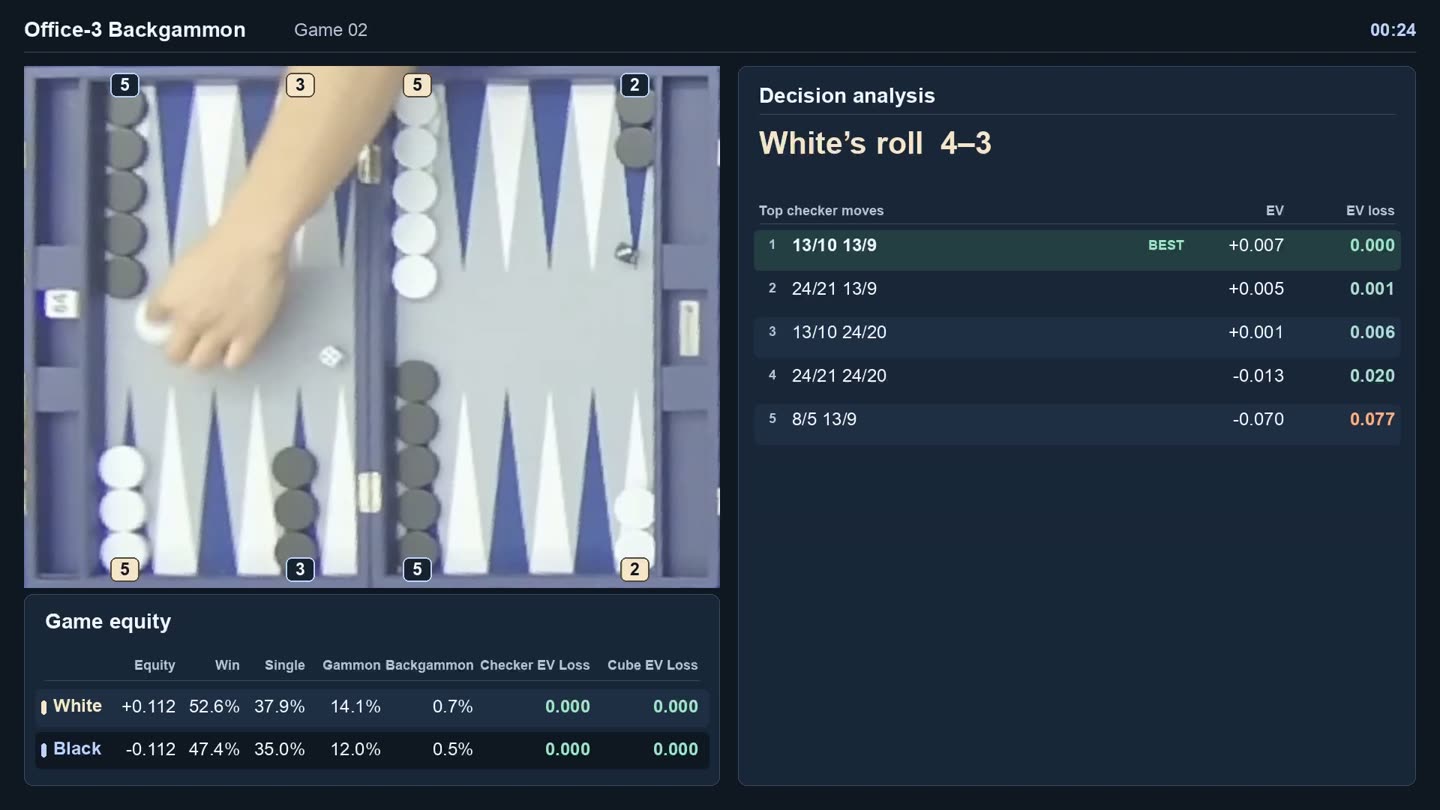 Office-3 Backgammon Game 02 00:24
5 3 5 2
64
5 3 5 2
Decision analysis
White’s roll 4–3
Top checker moves EV EV loss
1 13/10 13/9 BEST +0.007 0.000
2 24/21 13/9 +0.005 0.001
3 13/10 24/20 +0.001 0.006
4 24/21 24/20 -0.013 0.020
5 8/5 13/9 -0.070 0.077
Game equity
Equity Win Single Gammon Backgammon Checker EV Loss Cube EV Loss
White +0.112 52.6% 37.9% 14.1% 0.7% 0.000 0.000
Black -0.112 47.4% 35.0% 12.0% 0.5% 0.000 0.000